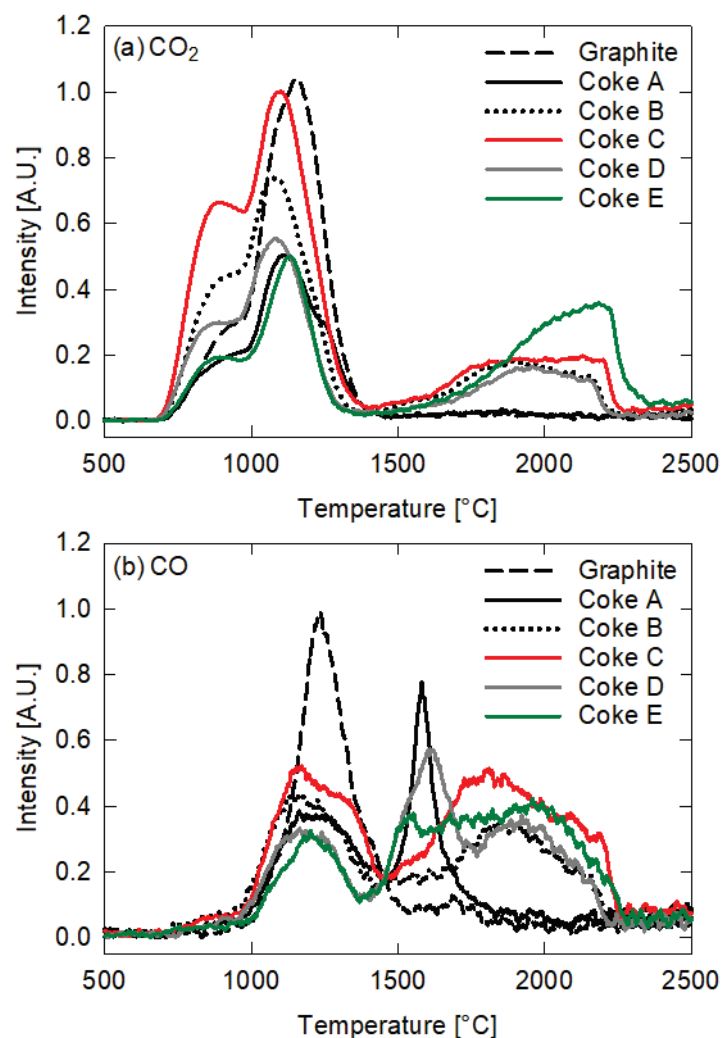 (a) CO₂
Graphite
Coke A
Coke B
Coke C
Coke D
Coke E
1.2
1.0
0.8
0.6
0.4
0.2
0.0
Intensity [A.U.]
500 1000 1500 2000 2500
Temperature [°C]
(b) CO
Graphite
Coke A
Coke B
Coke C
Coke D
Coke E
1.2
1.0
0.8
0.6
0.4
0.2
0.0
Intensity [A.U.]
500 1000 1500 2000 2500
Temperature [°C]